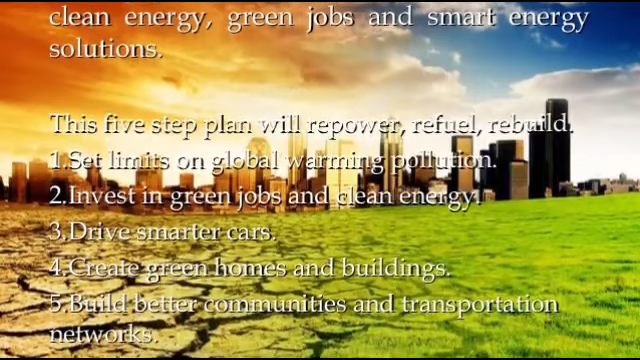 clean energy, green jobs and smart energy
solutions.
This five step plan will repower, refuel, rebuild.
1.Set limits on global warming pollution.
2.Invest in green jobs and clean energy.
3.Drive smarter cars.
4.Create green homes and buildings.
5.Build better communities and transportation
networks.